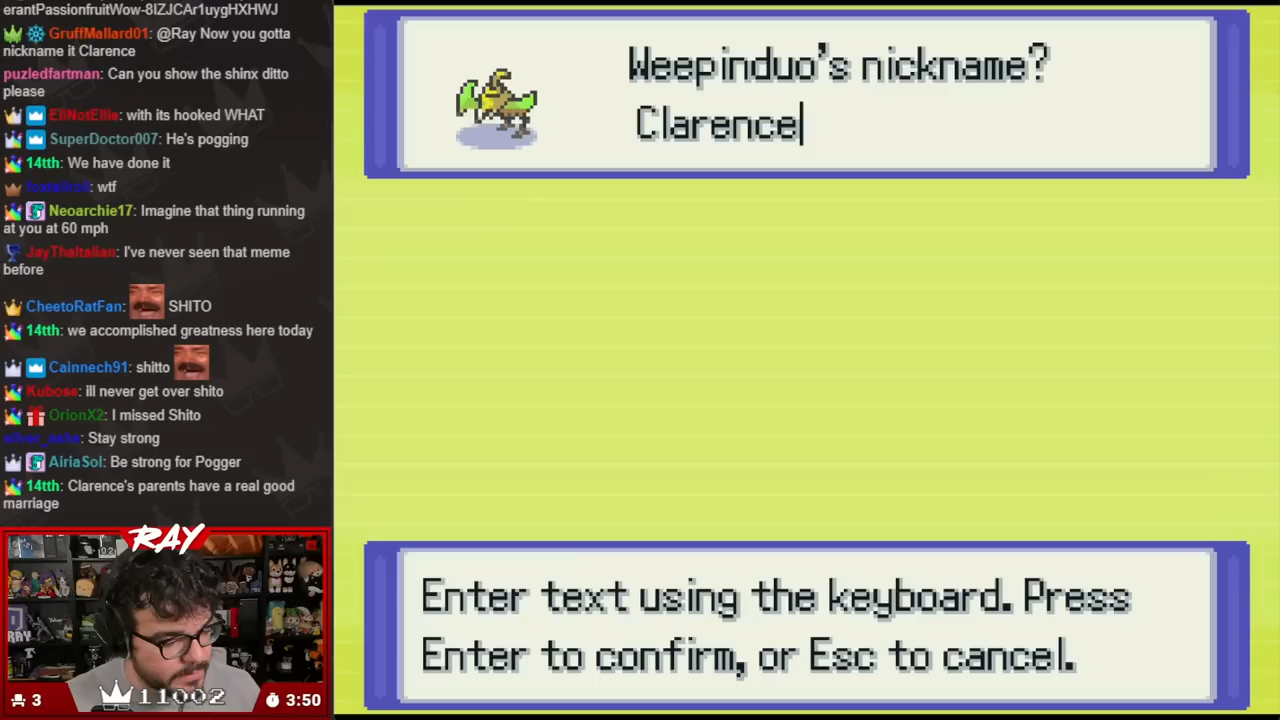 erantPassionfruitWow-8IZJCAr1uygHXHWJ
GruffMallard01: @Ray Now you gotta
nickname it Clarence
puzledfartman: Can you show the shinx ditto
please
EliNotEllie: with its hooked WHAT
SuperDoctor007: He's pogging
14tth: We have done it
: wtf
Neoarchie17: Imagine that thing running
at you at 60 mph
JayThaItalian: I've never seen that meme
before
CheetoRatFan: SHITO
14tth: we accomplished greatness here today
Cainnech91: shitto
Kubose: ill never get over shito
OrionX2: I missed Shito
: Stay strong
AiriaSol: Be strong for Pogger
14tth: Clarence's parents have a real good
marriage
RAY
3
11002
3:50
Weepinduo's nickname?
Clarence
Enter text using the keyboard. Press
Enter to confirm, or Esc to cancel.